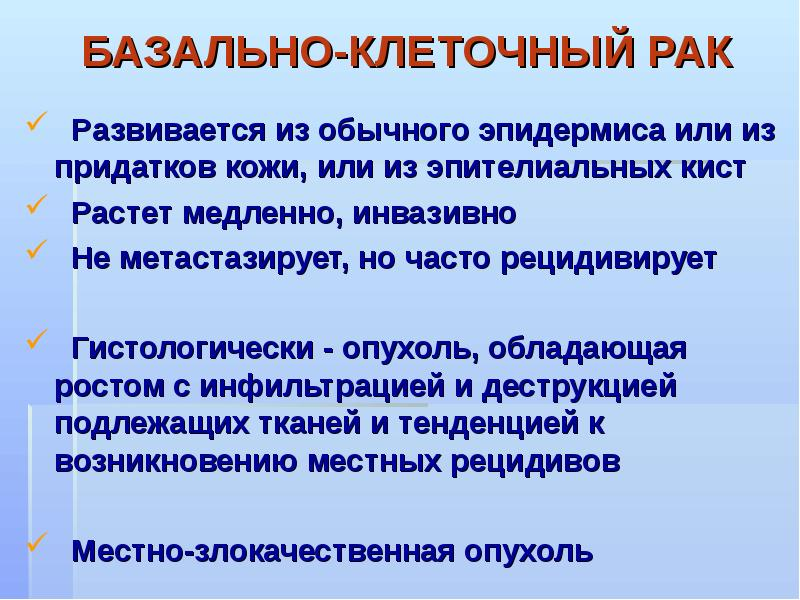 БАЗАЛЬНО-КЛЕТОЧНЫЙ РАК
Развивается из обычного эпидермиса или из
придатков кожи, или из эпителиальных кист
Растет медленно, инвазивно
Не метастазирует, но часто рецидивирует
Гистологически - опухоль, обладающая
ростом с инфильтрацией и деструкцией
подлежащих тканей и тенденцией к
возникновению местных рецидивов
Местно-злокачественная опухоль